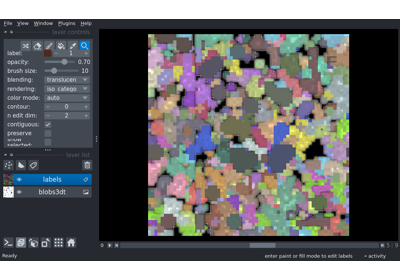 File View Window Plugins Help
layer controls
label: 1
opacity: 0.70
brush size: 10
blending: translucen
rendering: iso_catego
color mode: auto
contour: 0
n edit dim: 2
contiguous:
preserve
show
selected:
layer list
labels
blobs3dt
Ready
enter paint or fill mode to edit labels
activity